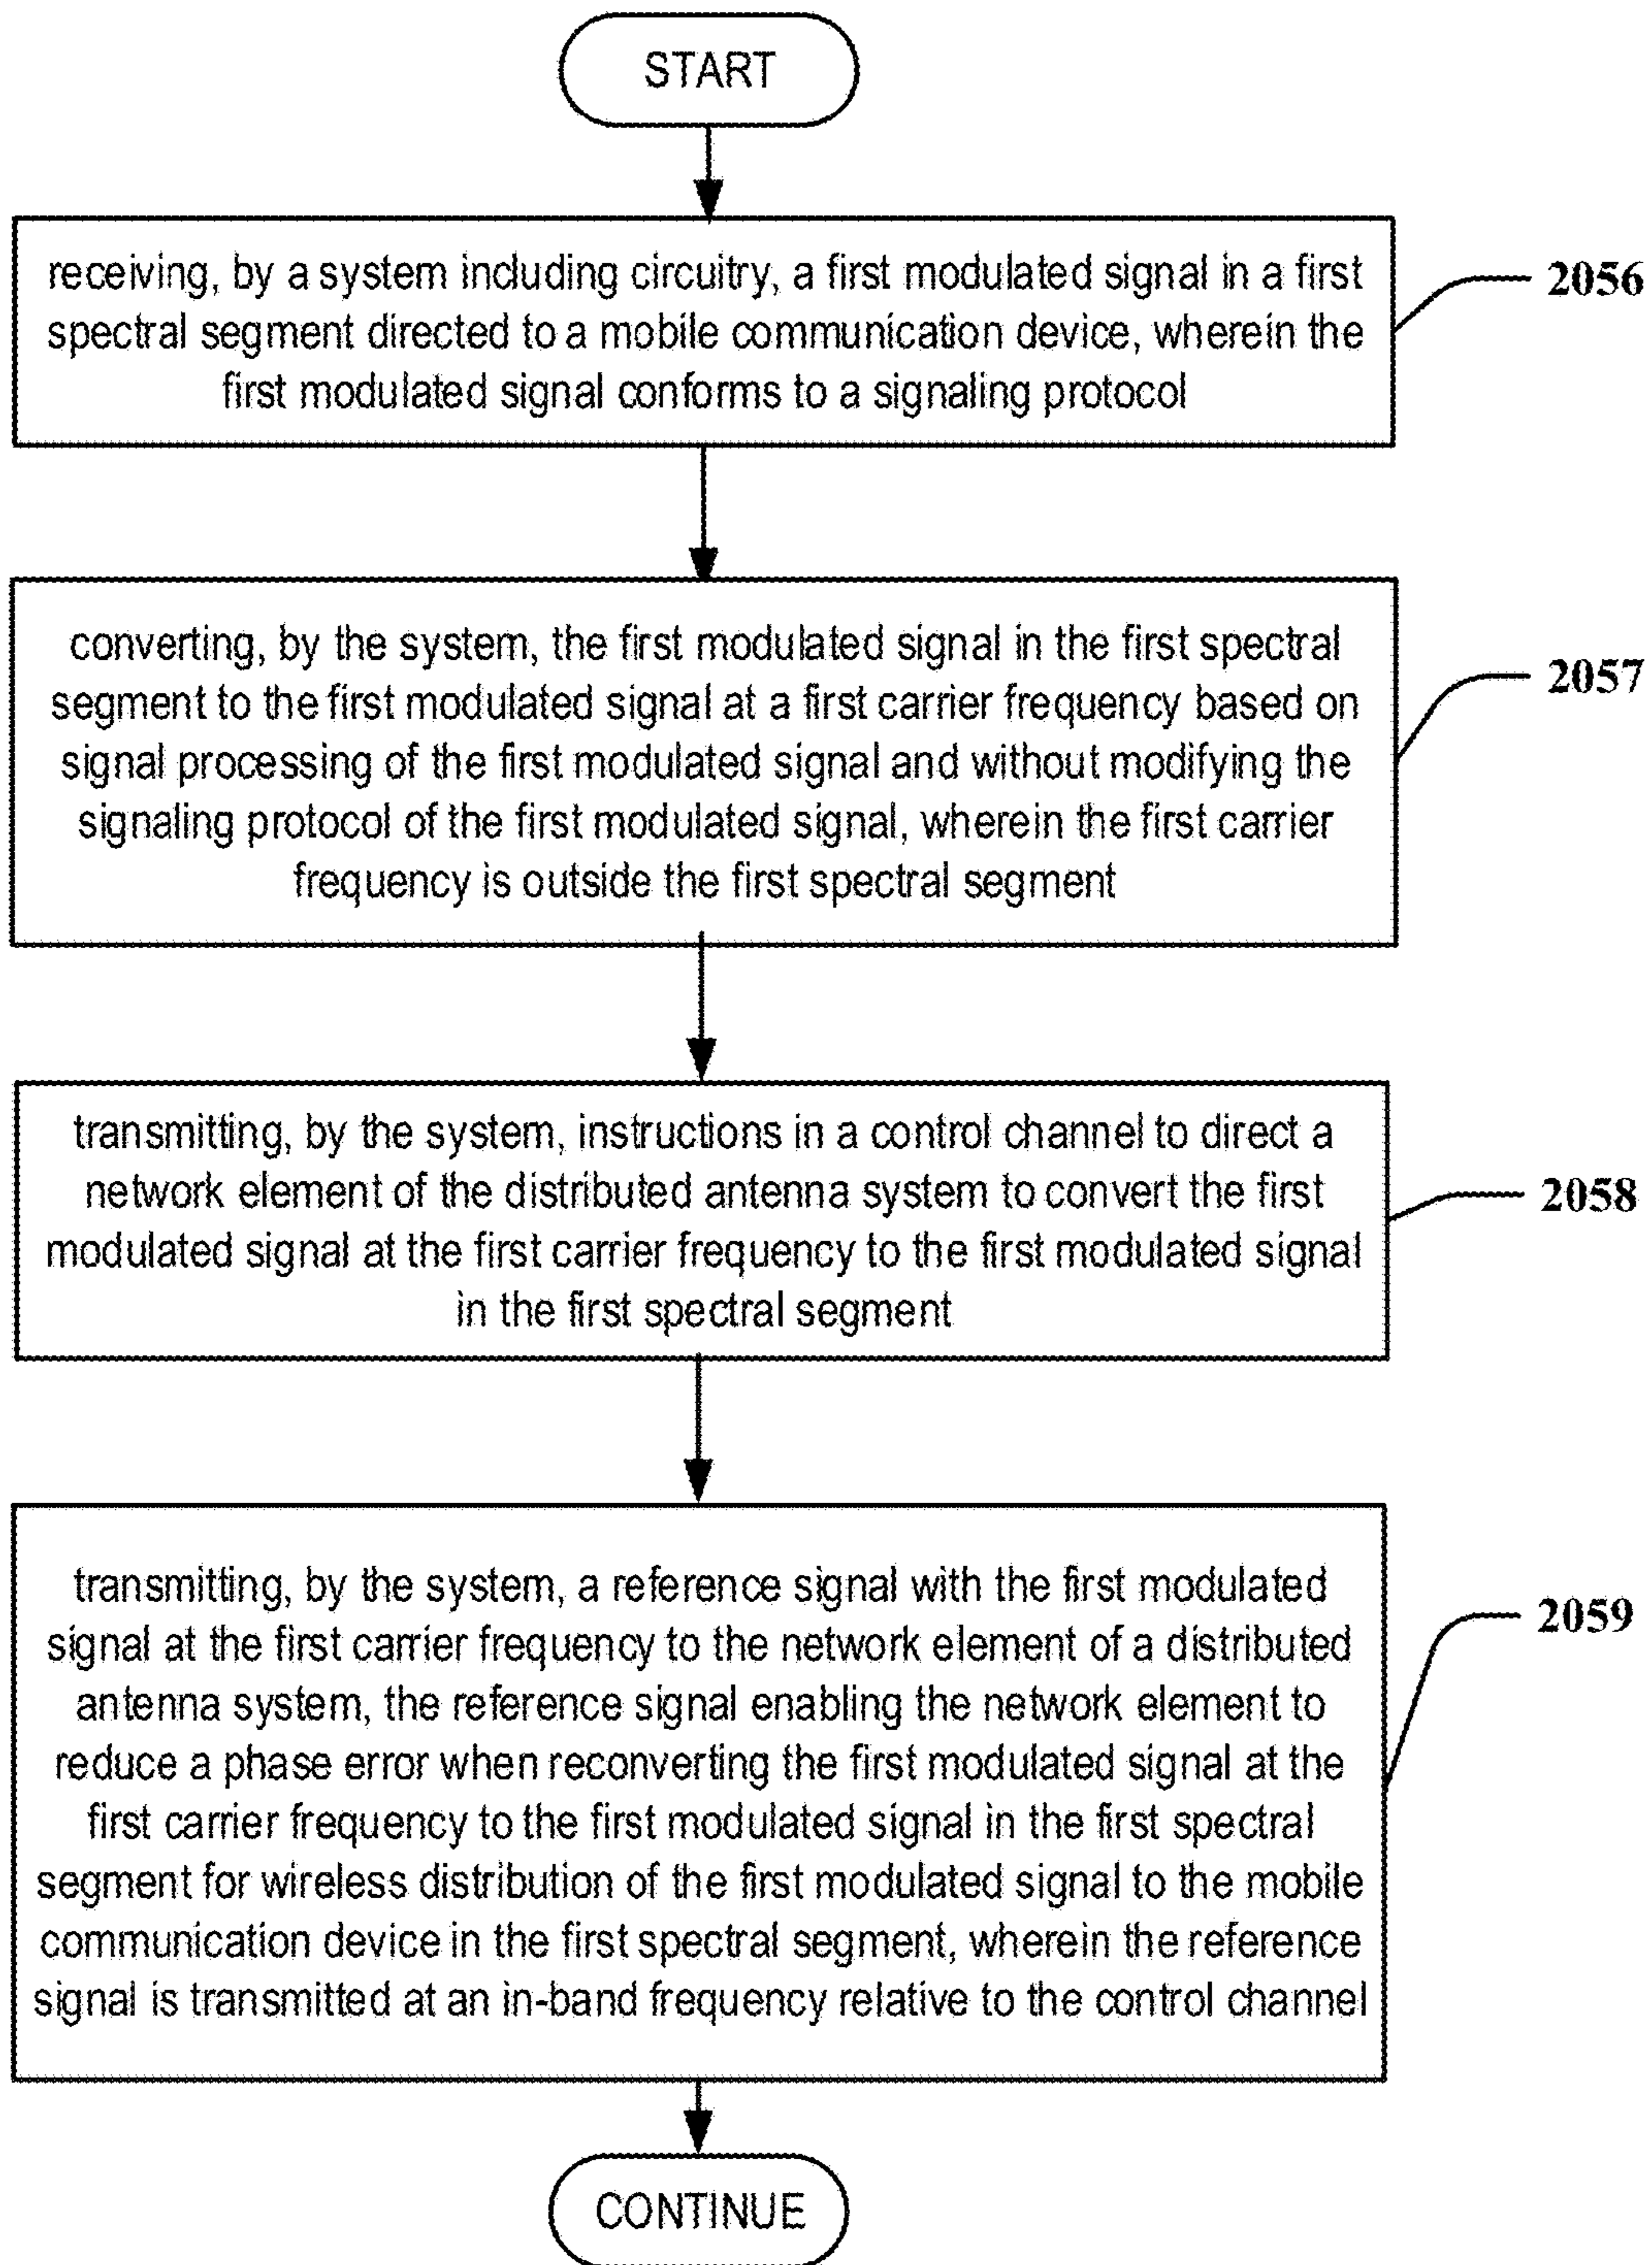 START
receiving, by a system including circuitry, a first modulated signal in a first
spectral segment directed to a mobile communication device, wherein the
first modulated signal conforms to a signaling protocol
2056
converting, by the system, the first modulated signal in the first spectral
segment to the first modulated signal at a first carrier frequency based on
signal processing of the first modulated signal and without modifying the
signaling protocol of the first modulated signal, wherein the first carrier
frequency is outside the first spectral segment
2057
transmitting, by the system, instructions in a control channel to direct a
network element of the distributed antenna system to convert the first
modulated signal at the first carrier frequency to the first modulated signal
in the first spectral segment
2058
transmitting, by the system, a reference signal with the first modulated
signal at the first carrier frequency to the network element of a distributed
antenna system, the reference signal enabling the network element to
reduce a phase error when reconverting the first modulated signal at the
first carrier frequency to the first modulated signal in the first spectral
segment for wireless distribution of the first modulated signal to the mobile
communication device in the first spectral segment, wherein the reference
signal is transmitted at an in-band frequency relative to the control channel
2059
CONTINUE